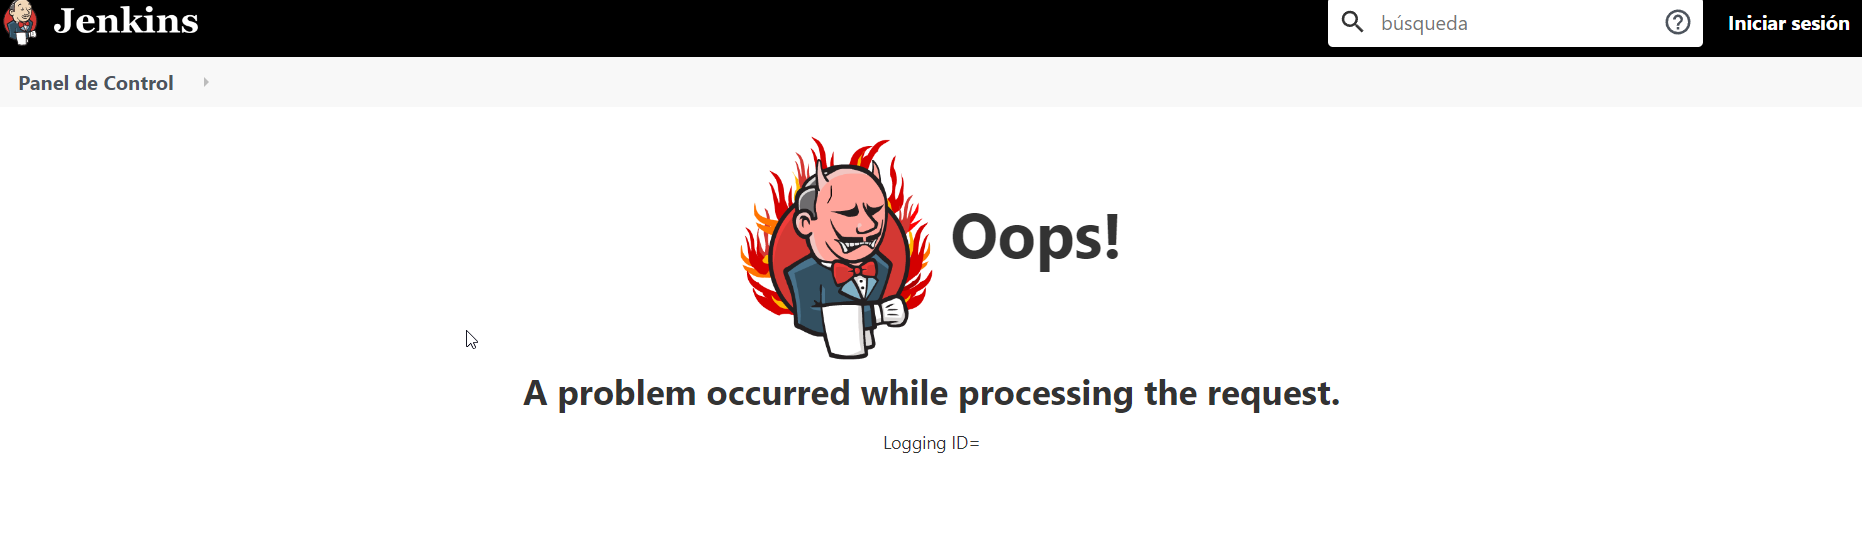 Jenkins
búsqueda
Iniciar sesión
Panel de Control
Oops!
A problem occurred while processing the request.
Logging ID=